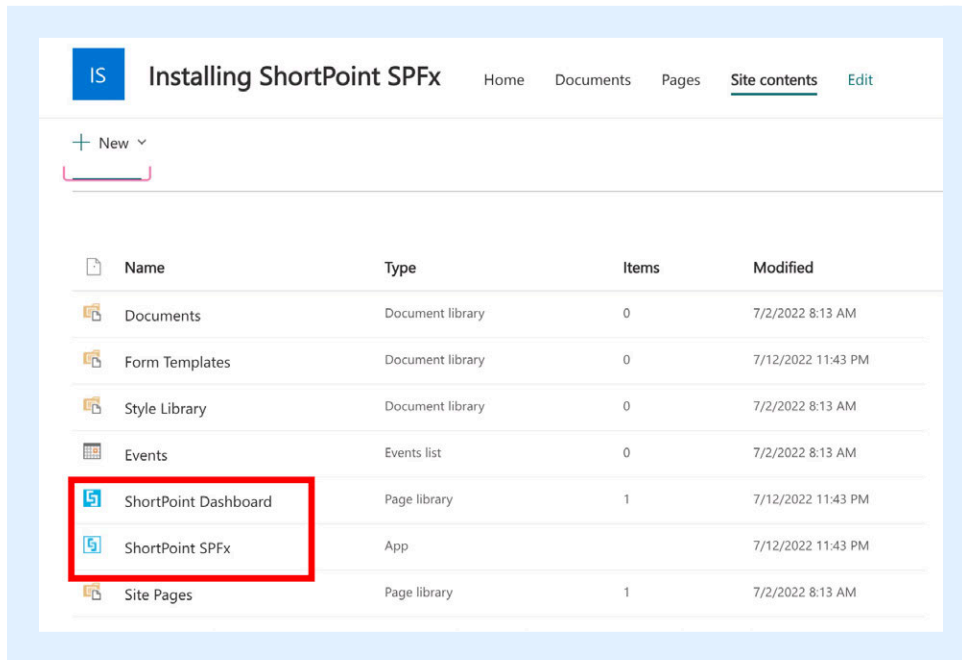 IS Installing ShortPoint SPFx Home Documents Pages Site contents Edit
+ New
Name Type Items Modified
Documents Document library 0 7/2/2022 8:13 AM
Form Templates Document library 0 7/12/2022 11:43 PM
Style Library Document library 0 7/2/2022 8:13 AM
Events Events list 0 7/2/2022 8:13 AM
ShortPoint Dashboard Page library 1 7/12/2022 11:43 PM
ShortPoint SPFx App 7/12/2022 11:43 PM
Site Pages Page library 1 7/2/2022 8:13 AM